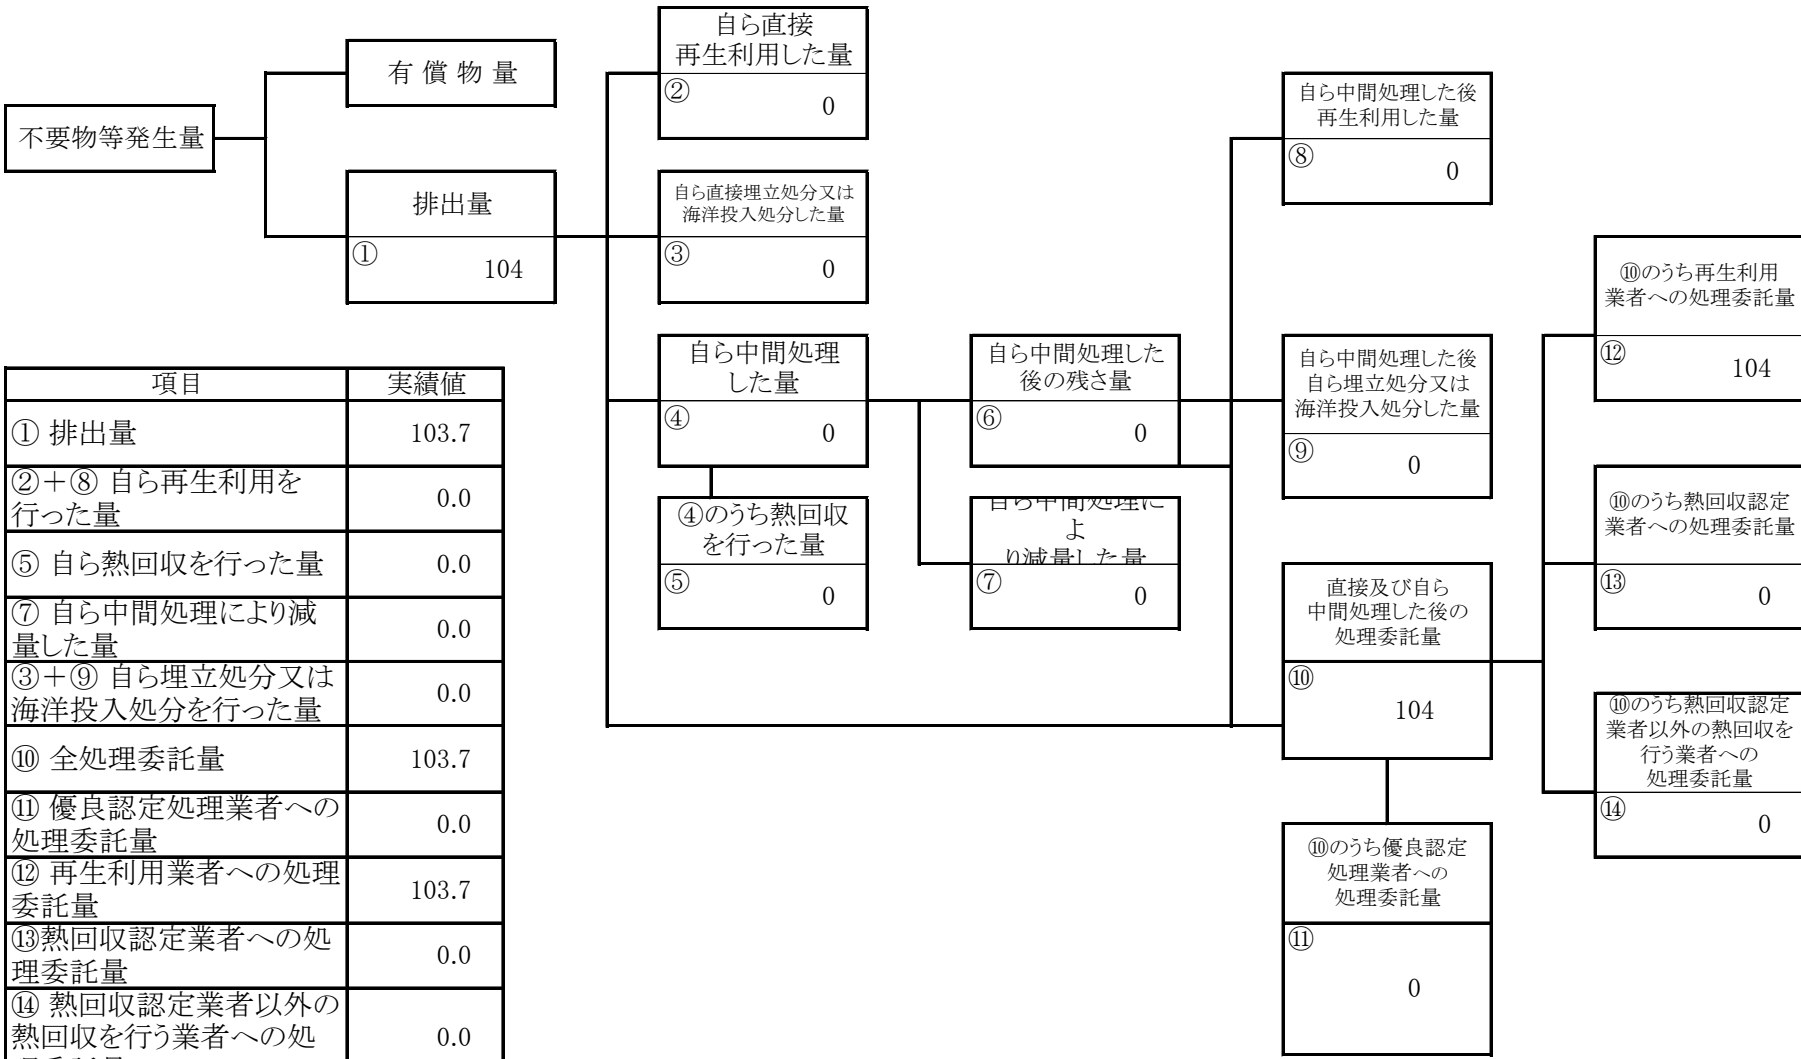 自ら直接
再生利用した量
②
0
有 償 物 量
不要物等発生量
排出量
①
104
自ら直接埋立処分又は
海洋投入処分した量
③
0
自ら中間処理
した量
④
0
④のうち熱回収
を行った量
⑤
0
自ら中間処理した
後の残さ量
⑥
0
自ら中間処理によ
り減量した量
⑦
0
自ら中間処理した後
再生利用した量
⑧
0
自ら中間処理した後
自ら埋立処分又は
海洋投入処分した量
⑨
0
直接及び自ら
中間処理した後の
処理委託量
⑩
104
⑩のうち優良認定
処理業者への
処理委託量
⑪
0
⑩のうち再生利用
業者への処理委託量
⑫
104
⑩のうち熱回収認定
業者への処理委託量
⑬
0
⑩のうち熱回収認定
業者以外の熱回収を
行う業者への
処理委託量
⑭
0
項目 実績値
① 排出量 103.7
②＋⑧ 自ら再生利用を
行った量 0.0
⑤ 自ら熱回収を行った量 0.0
⑦ 自ら中間処理により減
量した量 0.0
③＋⑨ 自ら埋立処分又は
海洋投入処分を行った量 0.0
⑩ 全処理委託量 103.7
⑪ 優良認定処理業者への
処理委託量 0.0
⑫ 再生利用業者への処理
委託量 103.7
⑬熱回収認定業者への処
理委託量 0.0
⑭ 熱回収認定業者以外の
熱回収を行う業者への処 0.0